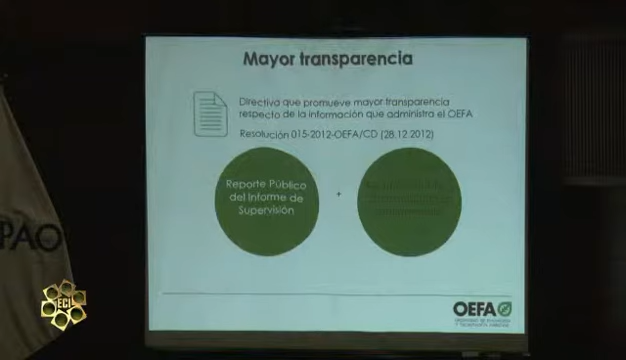 Mayor transparencia
Directiva que promueve mayor transparencia
respecto de la información que administra el OEFA
Resolución 015-2012-OEFA/CD (28.12.2012)
Reporte Público
del Informe de
Supervisión
+
PAO
ECI
OEFA